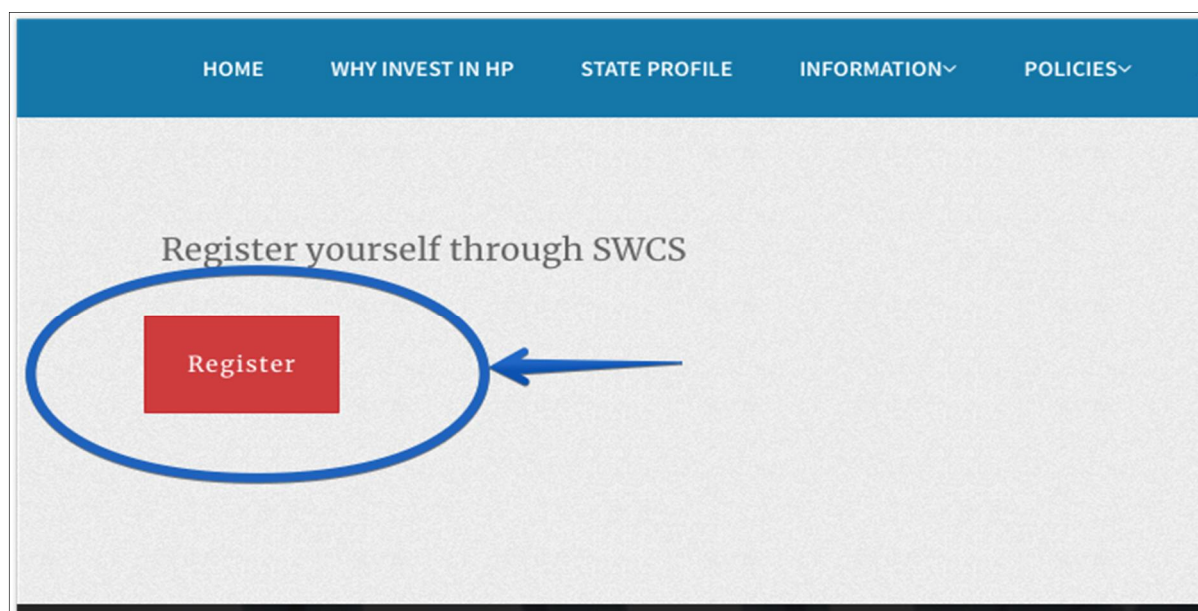 HOME WHY INVEST IN HP STATE PROFILE INFORMATION POLICIES
Register yourself through SWCS
Register